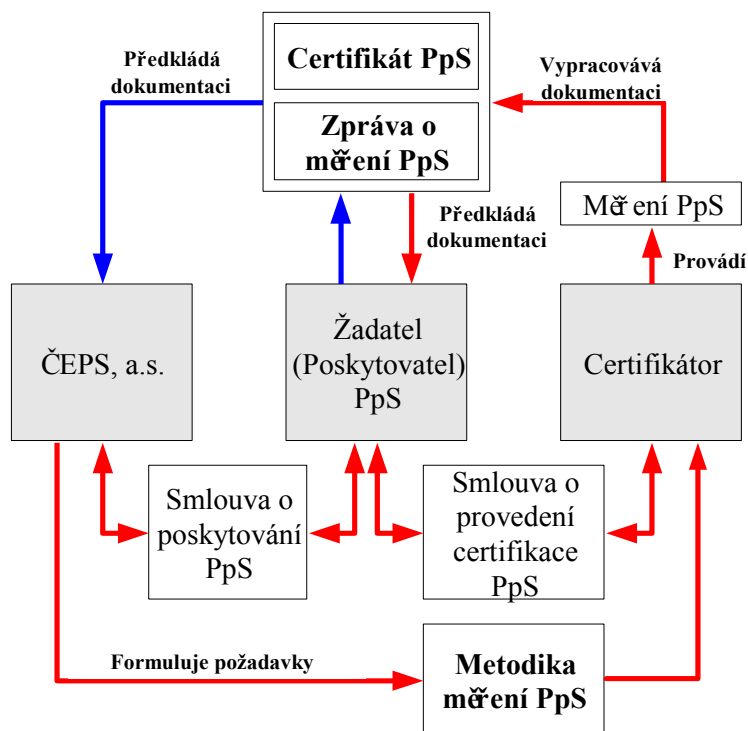 Předkládá
dokumentaci
Certifikát PpS
Zpráva o
měření PpS
Vypracovává
dokumentaci
Předkládá
dokumentaci
Měření PpS
Provádí
ČEPS, a.s.
Žadatel
(Poskytovatel)
PpS
Certifikátor
Smlouva o
poskytování
PpS
Smlouva o
provedení
certifikace
PpS
Formuluje požadavky
Metodika
měření PpS